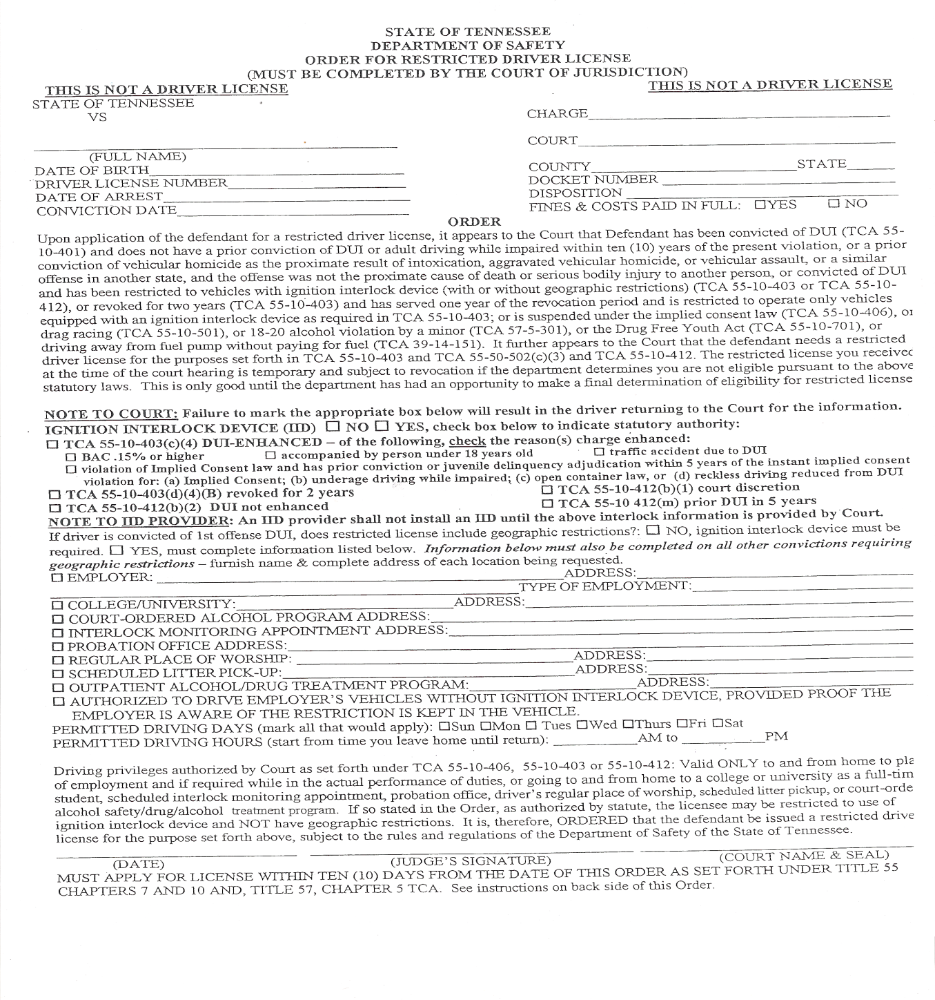 STATE OF TENNESSEE
DEPARTMENT OF SAFETY
ORDER FOR RESTRICTED DRIVER LICENSE
(MUST BE COMPLETED BY THE COURT OF JURISDICTION)
THIS IS NOT A DRIVER LICENSE THIS IS NOT A DRIVER LICENSE
STATE OF TENNESSEE
VS
CHARGE
COURT
(FULL NAME)
DATE OF BIRTH COUNTY STATE
DRIVER LICENSE NUMBER DOCKET NUMBER
DATE OF ARREST DISPOSITION
CONVICTION DATE FINES & COSTS PAID IN FULL: ☐YES ☐ NO
ORDER
Upon application of the defendant for a restricted driver license, it appears to the Court that Defendant has been convicted of DUI (TCA 55-
10-401) and does not have a prior conviction of DUI or adult driving while impaired within ten (10) years of the present violation, or a prior
conviction of vehicular homicide as the proximate result of intoxication, aggravated vehicular homicide, or vehicular assault, or a similar
offense in another state, and the offense was not the proximate cause of death or serious bodily injury to another person, or convicted of DUI
and has been restricted to vehicles with ignition interlock device (with or without geographic restrictions) (TCA 55-10-403 or TCA 55-10-
412), or revoked for two years (TCA 55-10-403) and has served one year of the revocation period and is restricted to operate only vehicles
equipped with an ignition interlock device as required in TCA 55-10-403; or is suspended under the implied consent law (TCA 55-10-406), or
drag racing (TCA 55-10-501), or 18-20 alcohol violation by a minor (TCA 57-5-301), or the Drug Free Youth Act (TCA 55-10-701), or
driving away from fuel pump without paying for fuel (TCA 39-14-151). It further appears to the Court that the defendant needs a restricted
driver license for the purposes set forth in TCA 55-10-403 and TCA 55-50-502(c)(3) and TCA 55-10-412. The restricted license you received
at the time of the court hearing is temporary and subject to revocation if the department determines you are not eligible pursuant to the above
statutory laws. This is only good until the department has had an opportunity to make a final determination of eligibility for restricted license
NOTE TO COURT: Failure to mark the appropriate box below will result in the driver returning to the Court for the information.
IGNITION INTERLOCK DEVICE (IID) ☐ NO ☐ YES, check box below to indicate statutory authority:
☐ TCA 55-10-403(c)(4) DUI-ENHANCED – of the following, check the reason(s) charge enhanced:
☐ BAC .15% or higher ☐ accompanied by person under 18 years old ☐ traffic accident due to DUI
☐ violation of Implied Consent law and has prior conviction or juvenile delinquency adjudication within 5 years of the instant implied consent
violation for: (a) Implied Consent; (b) underage driving while impaired; (c) open container law, or (d) reckless driving reduced from DUI
☐ TCA 55-10-403(d)(4)(B) revoked for 2 years ☐ TCA 55-10-412(b)(1) court discretion
☐ TCA 55-10-412(b)(2) DUI not enhanced ☐ TCA 55-10 412(m) prior DUI in 5 years
NOTE TO IID PROVIDER: An IID provider shall not install an IID until the above interlock information is provided by Court.
If driver is convicted of 1st offense DUI, does restricted license include geographic restrictions?: ☐ NO, ignition interlock device must be
required. ☐ YES, must complete information listed below. Information below must also be completed on all other convictions requiring
geographic restrictions – furnish name & complete address of each location being requested.
☐ EMPLOYER: ADDRESS:
TYPE OF EMPLOYMENT:
☐ COLLEGE/UNIVERSITY: ADDRESS:
☐ COURT-ORDERED ALCOHOL PROGRAM ADDRESS:
☐ INTERLOCK MONITORING APPOINTMENT ADDRESS:
☐ PROBATION OFFICE ADDRESS:
☐ REGULAR PLACE OF WORSHIP: ADDRESS:
☐ SCHEDULED LITTER PICK-UP: ADDRESS:
☐ OUTPATIENT ALCOHOL/DRUG TREATMENT PROGRAM: ADDRESS:
☐ AUTHORIZED TO DRIVE EMPLOYER'S VEHICLES WITHOUT IGNITION INTERLOCK DEVICE, PROVIDED PROOF THE
EMPLOYER IS AWARE OF THE RESTRICTION IS KEPT IN THE VEHICLE.
PERMITTED DRIVING DAYS (mark all that would apply): ☐Sun ☐Mon ☐ Tues ☐Wed ☐Thurs ☐Fri ☐Sat
PERMITTED DRIVING HOURS (start from time you leave home until return): AM to PM
Driving privileges authorized by Court as set forth under TCA 55-10-406, 55-10-403 or 55-10-412: Valid ONLY to and from home to pla
of employment and if required while in the actual performance of duties, or going to and from home to a college or university as a full-tim
student, scheduled interlock monitoring appointment, probation office, driver's regular place of worship, scheduled litter pickup, or court-orde
alcohol safety/drug/alcohol treatment program. If so stated in the Order, as authorized by statute, the licensee may be restricted to use of
ignition interlock device and NOT have geographic restrictions. It is, therefore, ORDERED that the defendant be issued a restricted drive
license for the purpose set forth above, subject to the rules and regulations of the Department of Safety of the State of Tennessee.
(DATE) (JUDGE'S SIGNATURE) (COURT NAME & SEAL)
MUST APPLY FOR LICENSE WITHIN TEN (10) DAYS FROM THE DATE OF THIS ORDER AS SET FORTH UNDER TITLE 55
CHAPTERS 7 AND 10 AND, TITLE 57, CHAPTER 5 TCA. See instructions on back side of this Order.